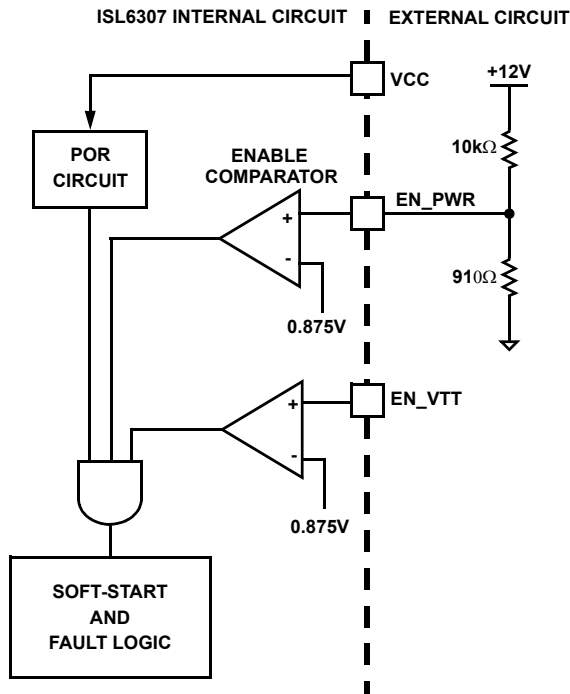 ISL6307 INTERNAL CIRCUIT
EXTERNAL CIRCUIT
VCC
+12V
10kΩ
POR
CIRCUIT
ENABLE
COMPARATOR
EN_PWR
+
-
910Ω
0.875V
EN_VTT
+
-
0.875V
SOFT-START
AND
FAULT LOGIC